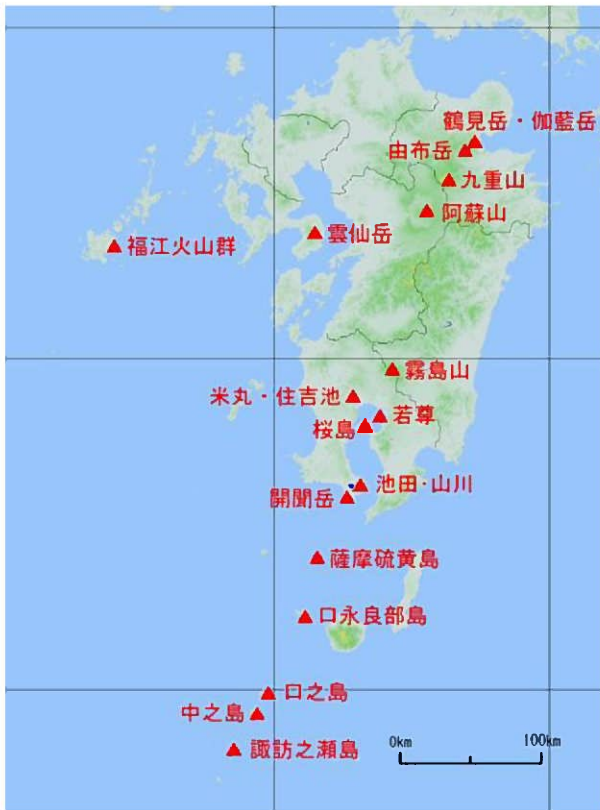 鶴見岳・伽藍岳
由布岳
九重山
阿蘇山
雲仙岳
福江火山群
霧島山
米丸・住吉池
若尊
桜島
池田・山川
開聞岳
薩摩硫黄島
口永良部島
口之島
中之島
諏訪之瀬島
0km 100km